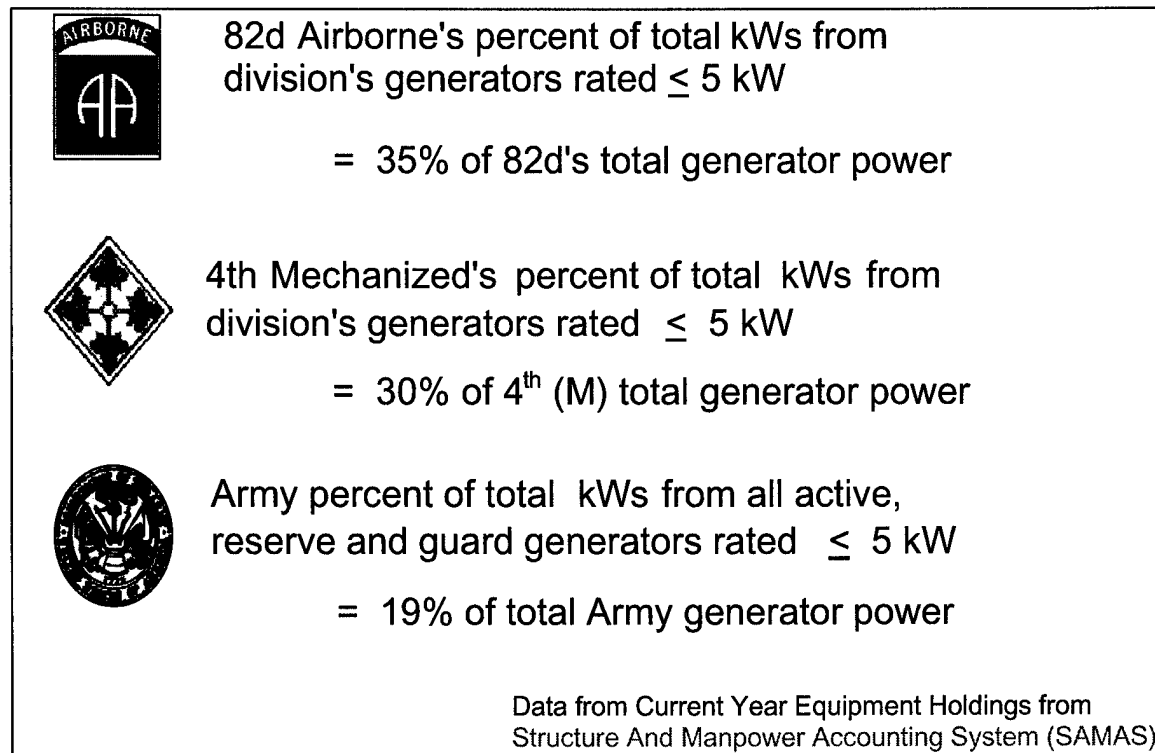 AIRBORNE
AA
82d Airborne's percent of total kWs from
division's generators rated ≤ 5 kW
= 35% of 82d's total generator power
4th Mechanized's percent of total kWs from
division's generators rated ≤ 5 kW
= 30% of 4th (M) total generator power
Army percent of total kWs from all active,
reserve and guard generators rated ≤ 5 kW
= 19% of total Army generator power
Data from Current Year Equipment Holdings from
Structure And Manpower Accounting System (SAMAS)